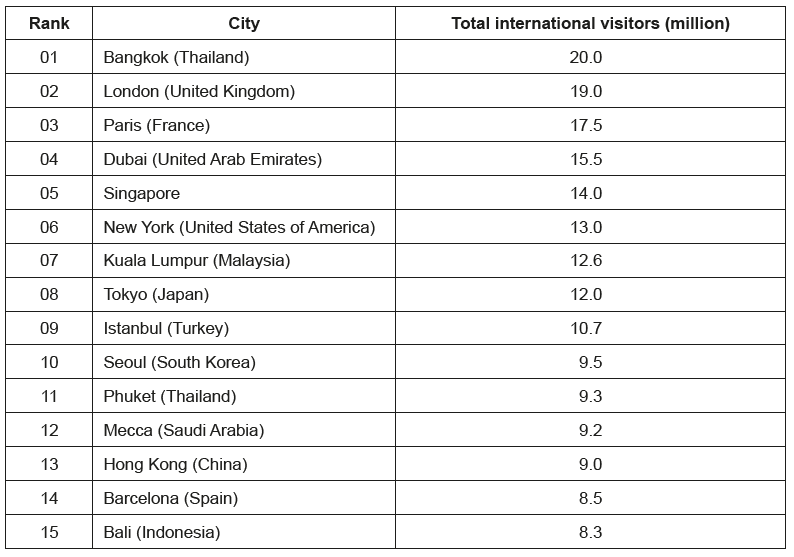 Rank City Total international visitors (million)
01 Bangkok (Thailand) 20.0
02 London (United Kingdom) 19.0
03 Paris (France) 17.5
04 Dubai (United Arab Emirates) 15.5
05 Singapore 14.0
06 New York (United States of America) 13.0
07 Kuala Lumpur (Malaysia) 12.6
08 Tokyo (Japan) 12.0
09 Istanbul (Turkey) 10.7
10 Seoul (South Korea) 9.5
11 Phuket (Thailand) 9.3
12 Mecca (Saudi Arabia) 9.2
13 Hong Kong (China) 9.0
14 Barcelona (Spain) 8.5
15 Bali (Indonesia) 8.3